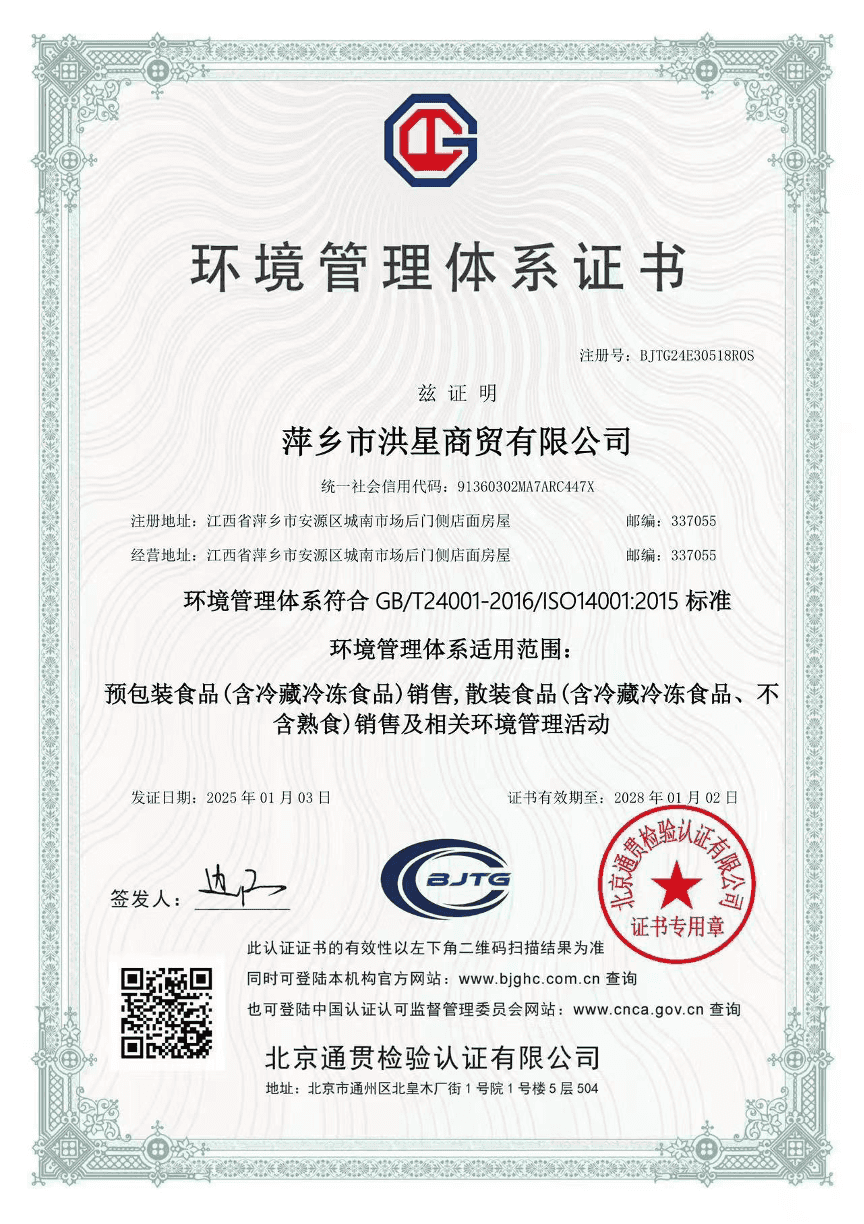 环境管理体系证书
注册号：BJTG24E30518R0S
兹证明
萍乡市洪星商贸有限公司
统一社会信用代码：91360302MA7ARC447X
注册地址：江西省萍乡市安源区城南市场后门侧店面房屋 邮编：337055
经营地址：江西省萍乡市安源区城南市场后门侧店面房屋 邮编：337055
环境管理体系符合 GB/T24001-2016/ISO14001:2015 标准
环境管理体系适用范围：
预包装食品(含冷藏冷冻食品)销售,散装食品(含冷藏冷冻食品、不
含熟食)销售及相关环境管理活动
发证日期：2025 年 01 月 03 日 证书有效期至：2028 年 01 月 02 日
北京通贯检验认证有限公司
证书专用章
签发人：
BJTG
此认证证书的有效性以左下角二维码扫描结果为准
同时可登陆本机构官方网站：www.bjghc.com.cn 查询
也可登陆中国认证认可监督管理委员会网站：www.cnca.gov.cn 查询
北京通贯检验认证有限公司
地址：北京市通州区北皇木厂街 1 号院 1 号楼 5 层 504